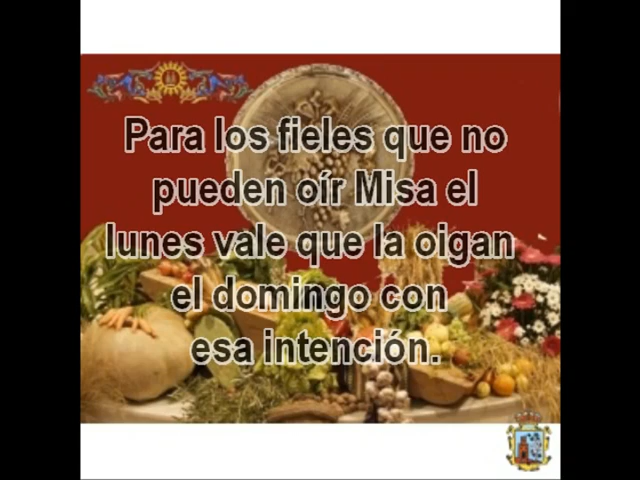 Para los fieles que no
pueden oír Misa el
lunes vale que la oigan
el domingo con
esa intención.